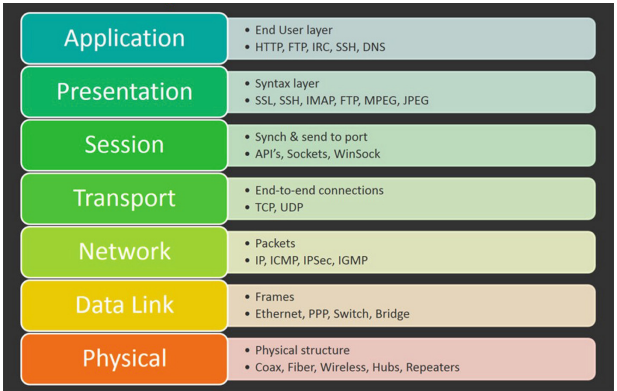 Application
• End User layer
• HTTP, FTP, IRC, SSH, DNS
Presentation
• Syntax layer
• SSL, SSH, IMAP, FTP, MPEG, JPEG
Session
• Synch & send to port
• API's, Sockets, WinSock
Transport
• End-to-end connections
• TCP, UDP
Network
• Packets
• IP, ICMP, IPSec, IGMP
Data Link
• Frames
• Ethernet, PPP, Switch, Bridge
Physical
• Physical structure
• Coax, Fiber, Wireless, Hubs, Repeaters